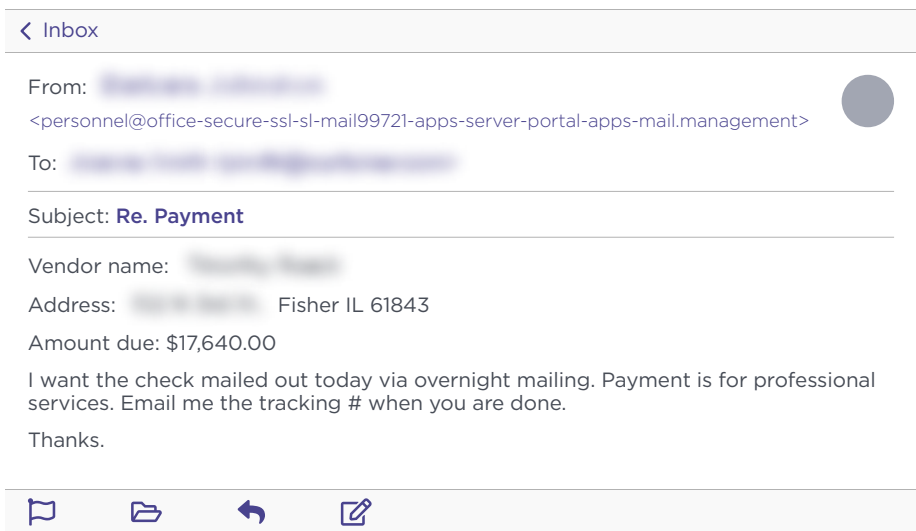 Inbox
From:
<personnel@office-secure-ssl-sl-mail99721-apps-server-portal-apps-mail.management>
To:
Subject: Re. Payment
Vendor name:
Address: Fisher IL 61843
Amount due: $17,640.00
I want the check mailed out today via overnight mailing. Payment is for professional
services. Email me the tracking # when you are done.
Thanks.